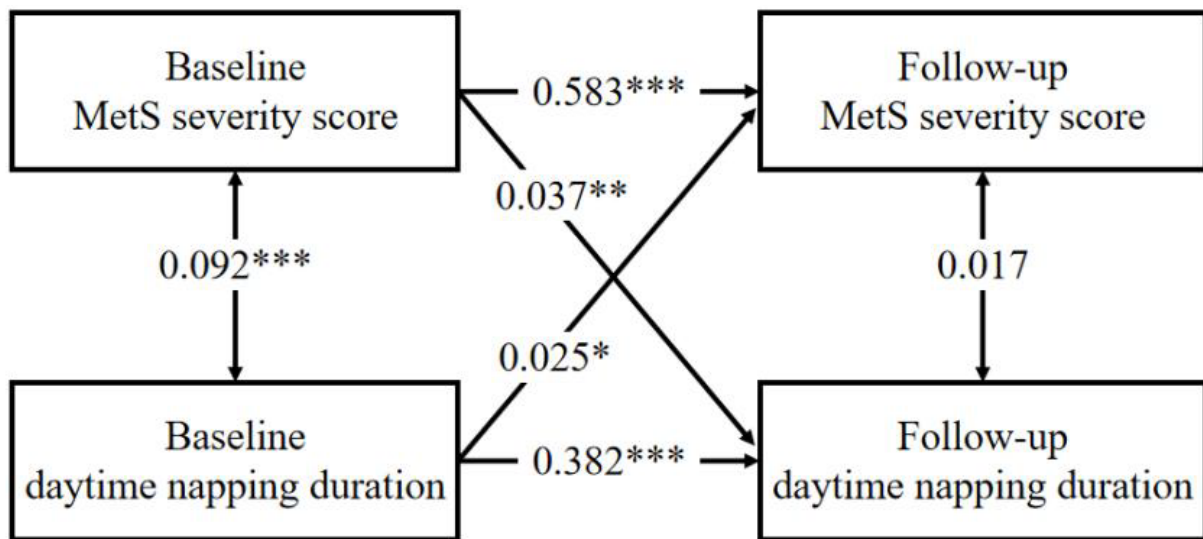 Baseline
MetS severity score
0.583***
Follow-up
MetS severity score
0.037**
0.092***
0.017
0.025*
Baseline
daytime napping duration
0.382***
Follow-up
daytime napping duration